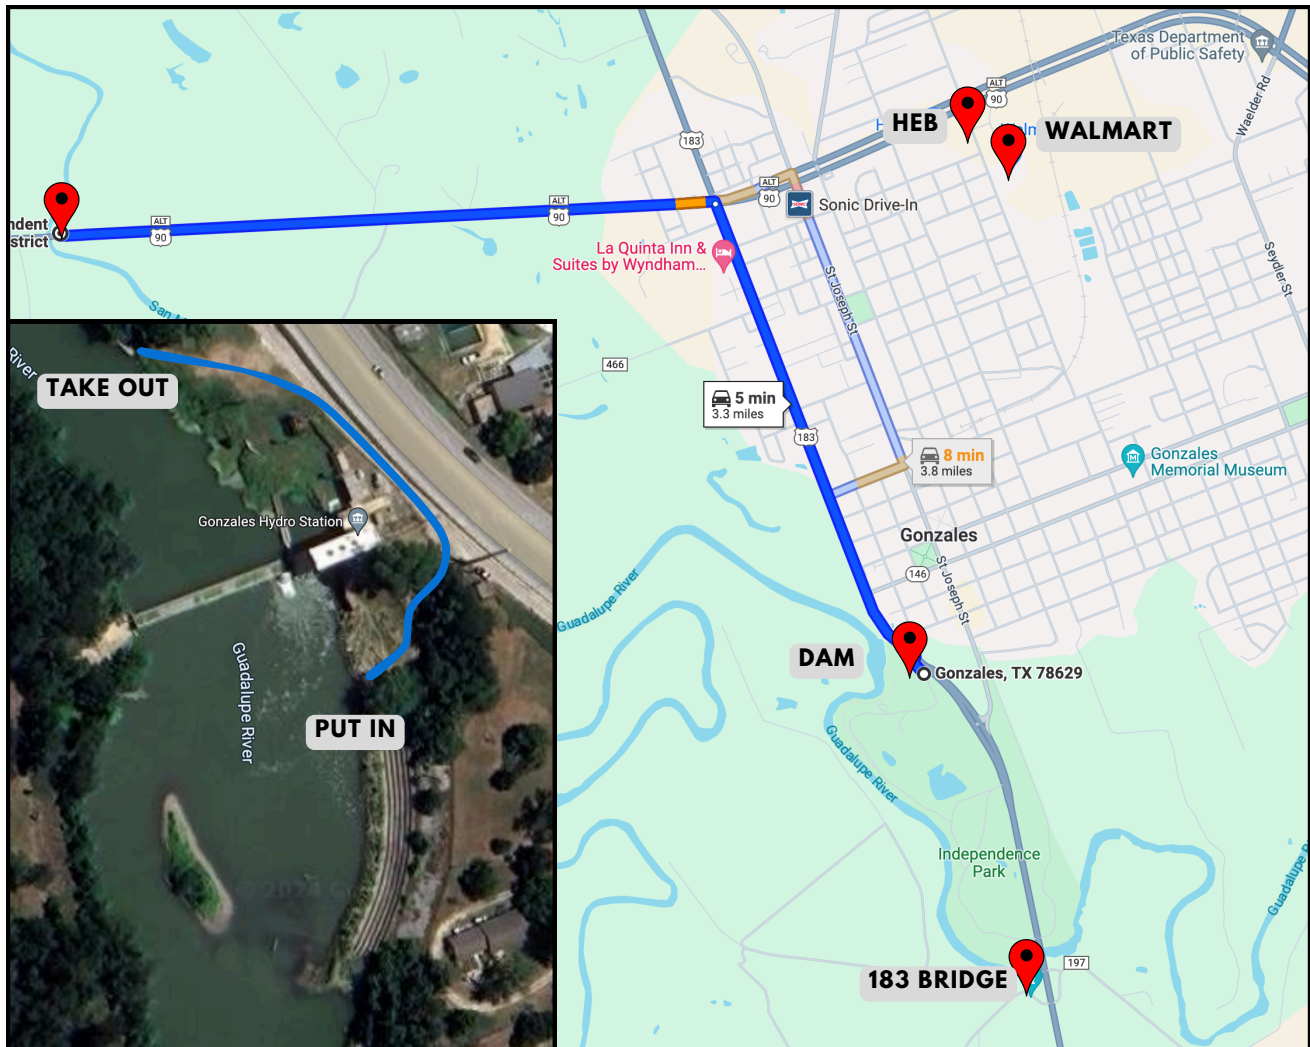 Texas Department
of Public Safety
ALT
90
HEB
WALMART
Waelder Rd
183
ALT
90
Sonic Drive-In
ALT
90
ALT
90
ndent
strict
La Quinta Inn &
Suites by Wyndham...
Seydler St
St Joseph St
San M
466
5 min
3.3 miles
183
8 min
3.8 miles
Gonzales
Memorial Museum
Gonzales
146
St Joseph St
Guadalupe River
DAM
Gonzales, TX 78629
Guadalupe River
Independence
Park
Guadalupe R
183 BRIDGE
197
River
TAKE OUT
Gonzales Hydro Station
Guadalupe River
PUT IN